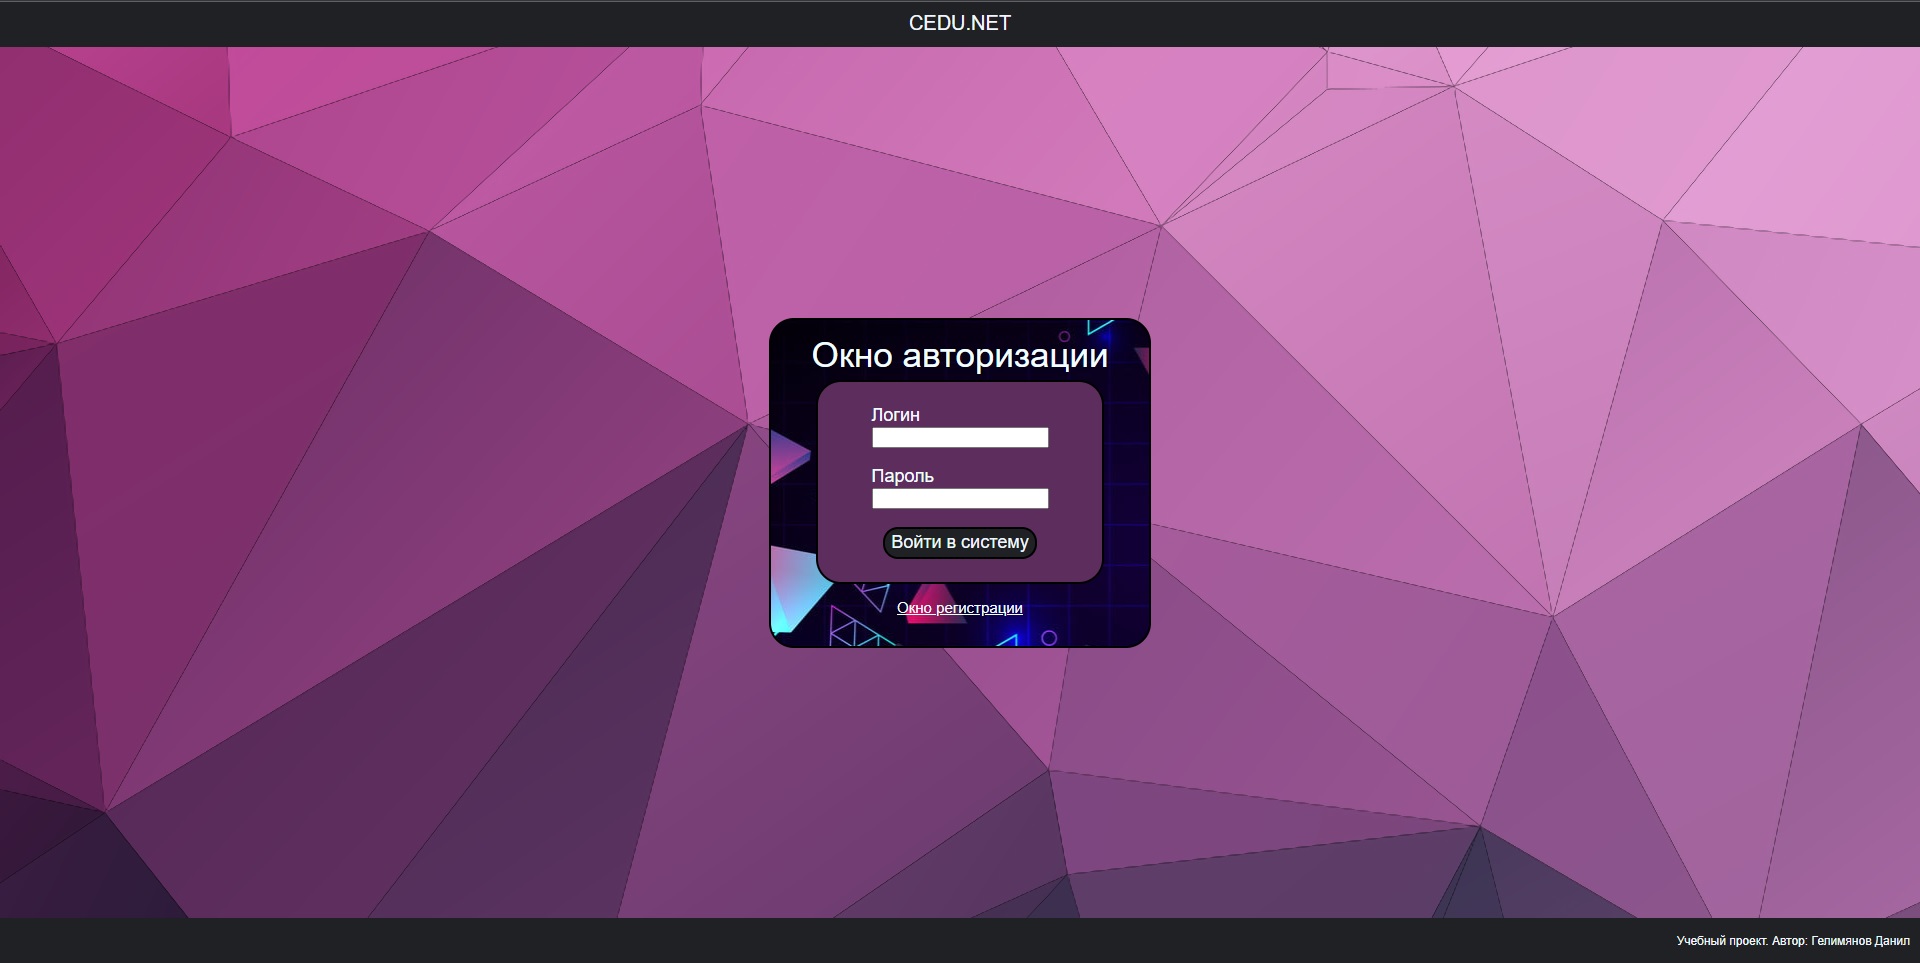 CEDU.NET
Окно авторизации
Логин
Пароль
Войти в систему
Окно регистрации
Учебный проект. Автор: Гелимянов Данил